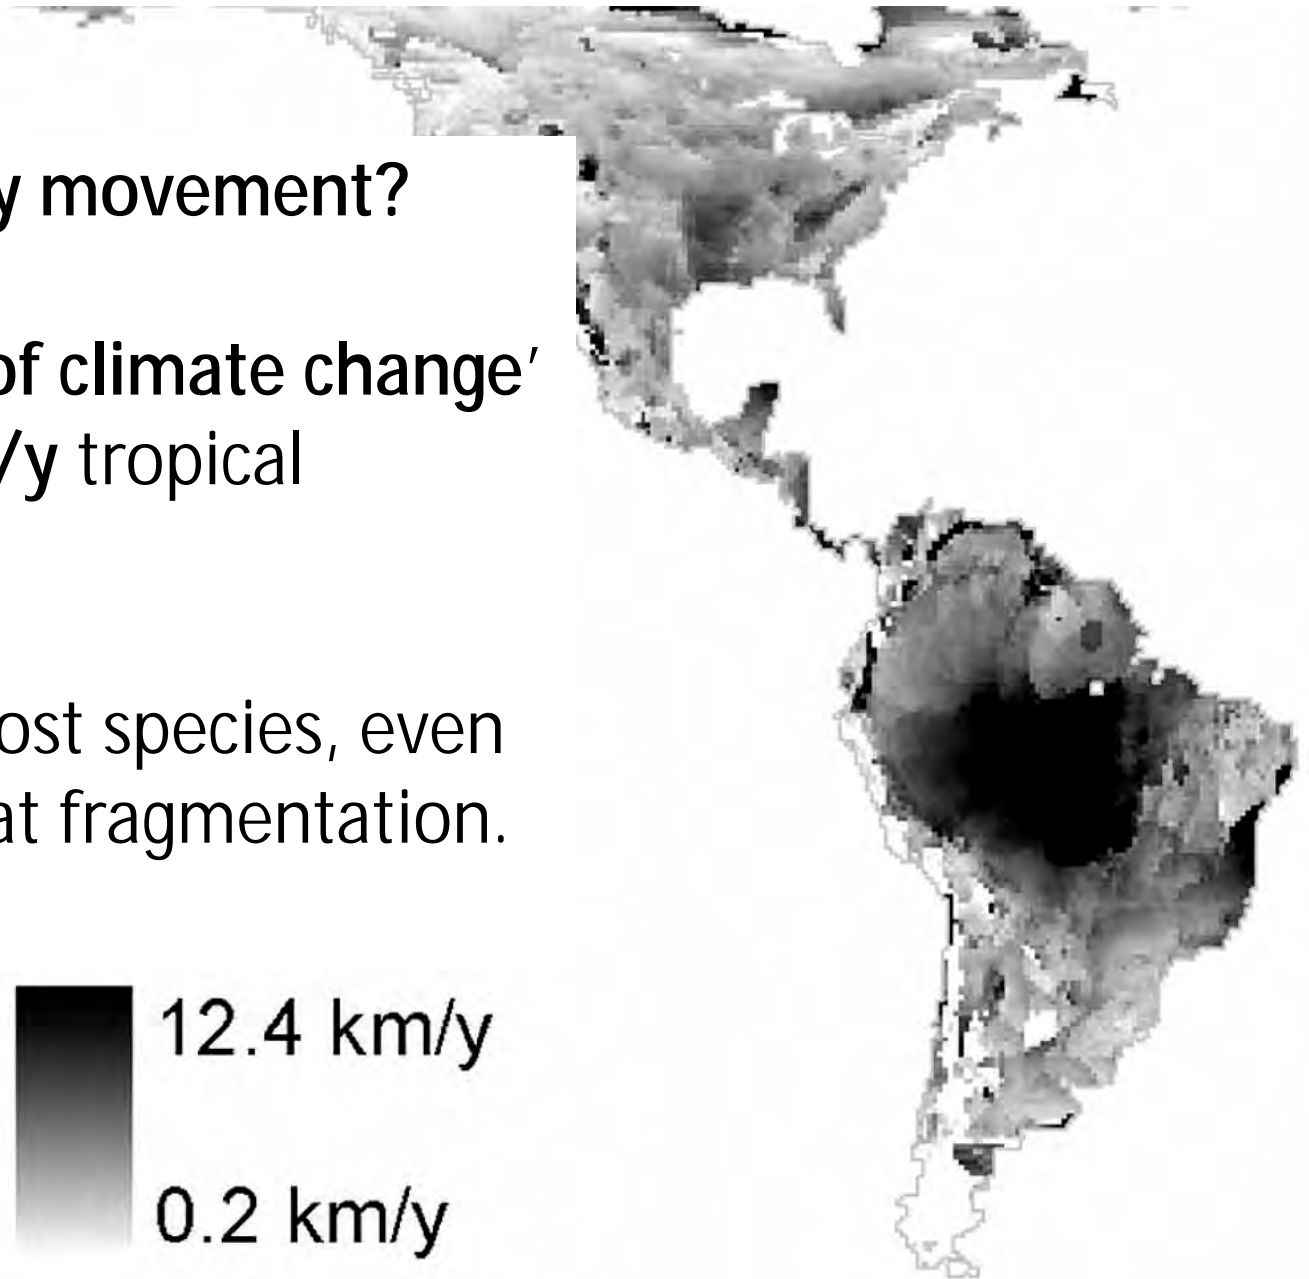 y movement?
of climate change'
/y tropical
ost species, even
at fragmentation.
12.4 km/y
0.2 km/y